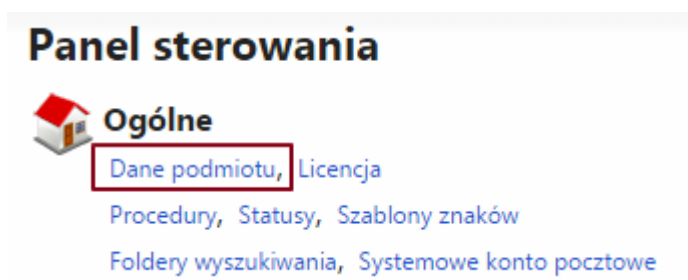 Panel sterowania
Ogólne
Dane podmiotu, Licencja
Procedury, Statusy, Szablony znaków
Foldery wyszukiwania, Systemowe konto pocztowe